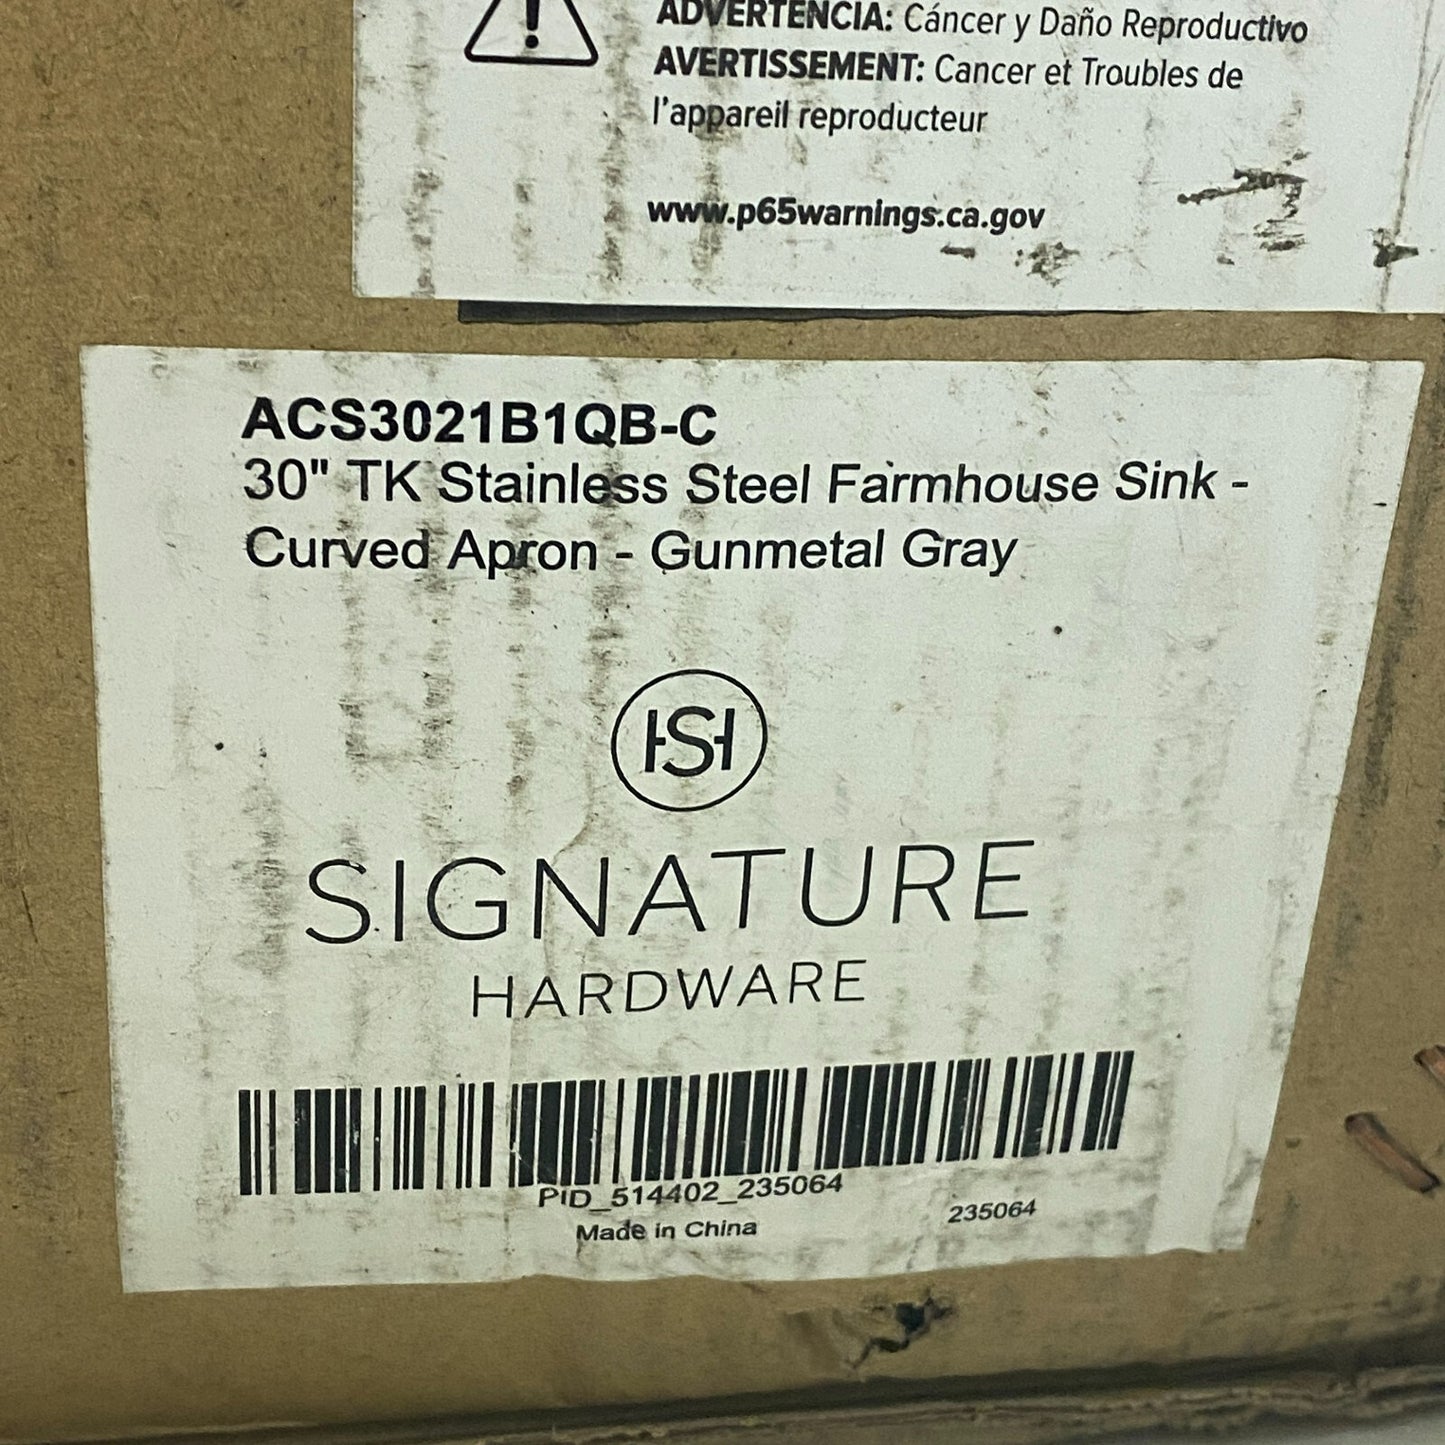 ADVERTENCIA: Cáncer y Daño Reproductivo
AVERTISSEMENT: Cancer et Troubles de
l'appareil reproducteur
www.p65warnings.ca.gov
ACS3021B1QB-C
30" TK Stainless Steel Farmhouse Sink -
Curved Apron - Gunmetal Gray
HSH
SIGNATURE
HARDWARE
PID_514402_235064
Made in China
235064